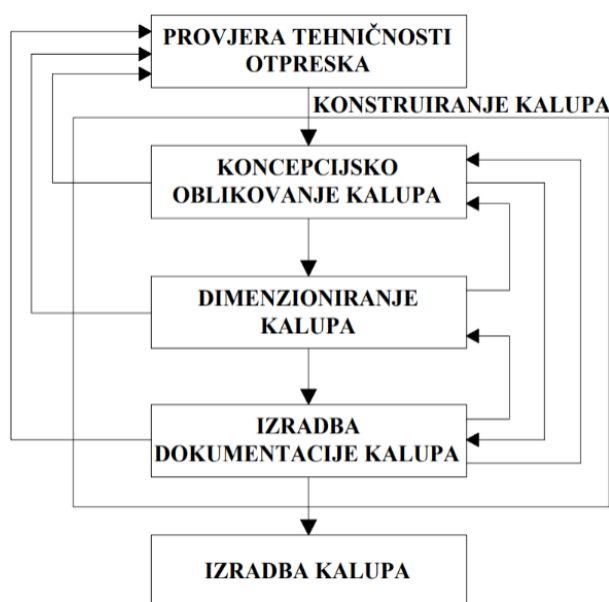 PROVJERA TEHNIČNOSTI
OTPRESKA
KONSTRUIRANJE KALUPA
KONCEPCIJSKO
OBLIKOVANJE KALUPA
DIMENZIONIRANJE
KALUPA
IZRADBA
DOKUMENTACIJE KALUPA
IZRADBA KALUPA